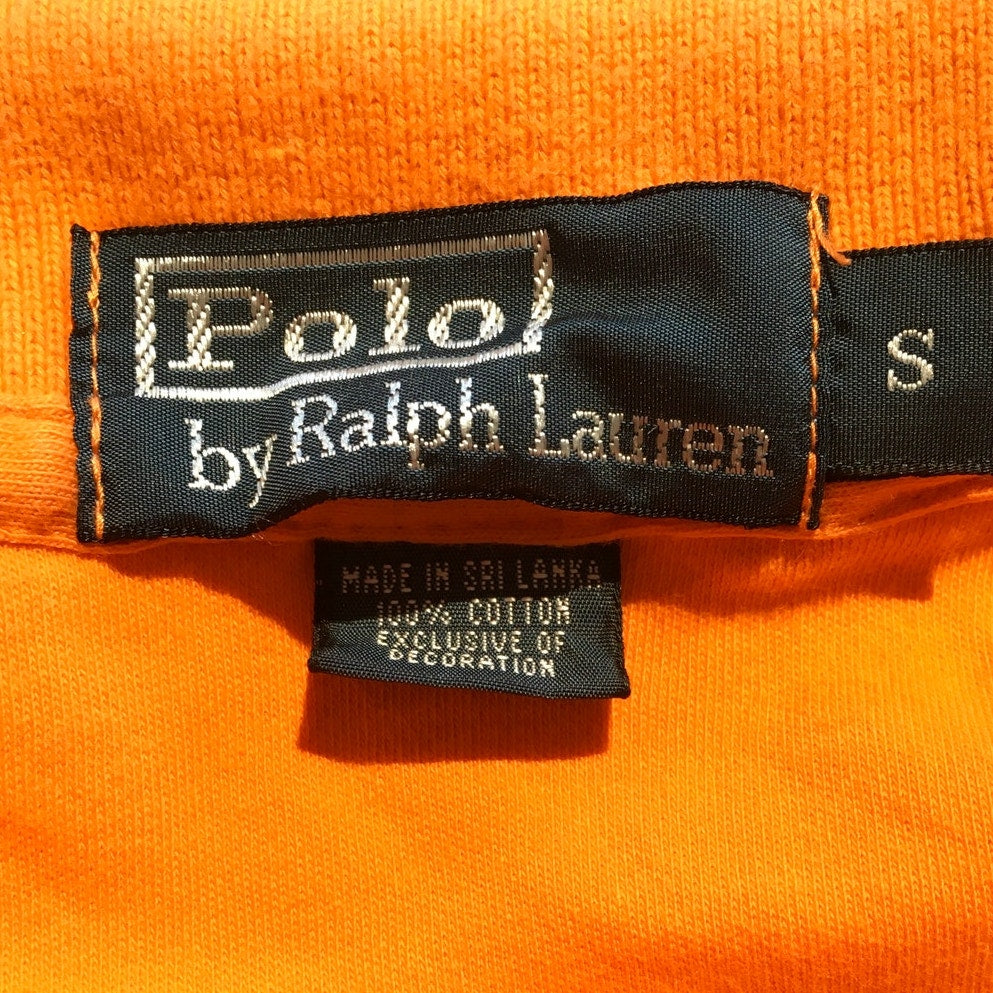 Polo
by Ralph Lauren
S
MADE IN SRI LANKA
100% COTTON
EXCLUSIVE OF
DECORATION